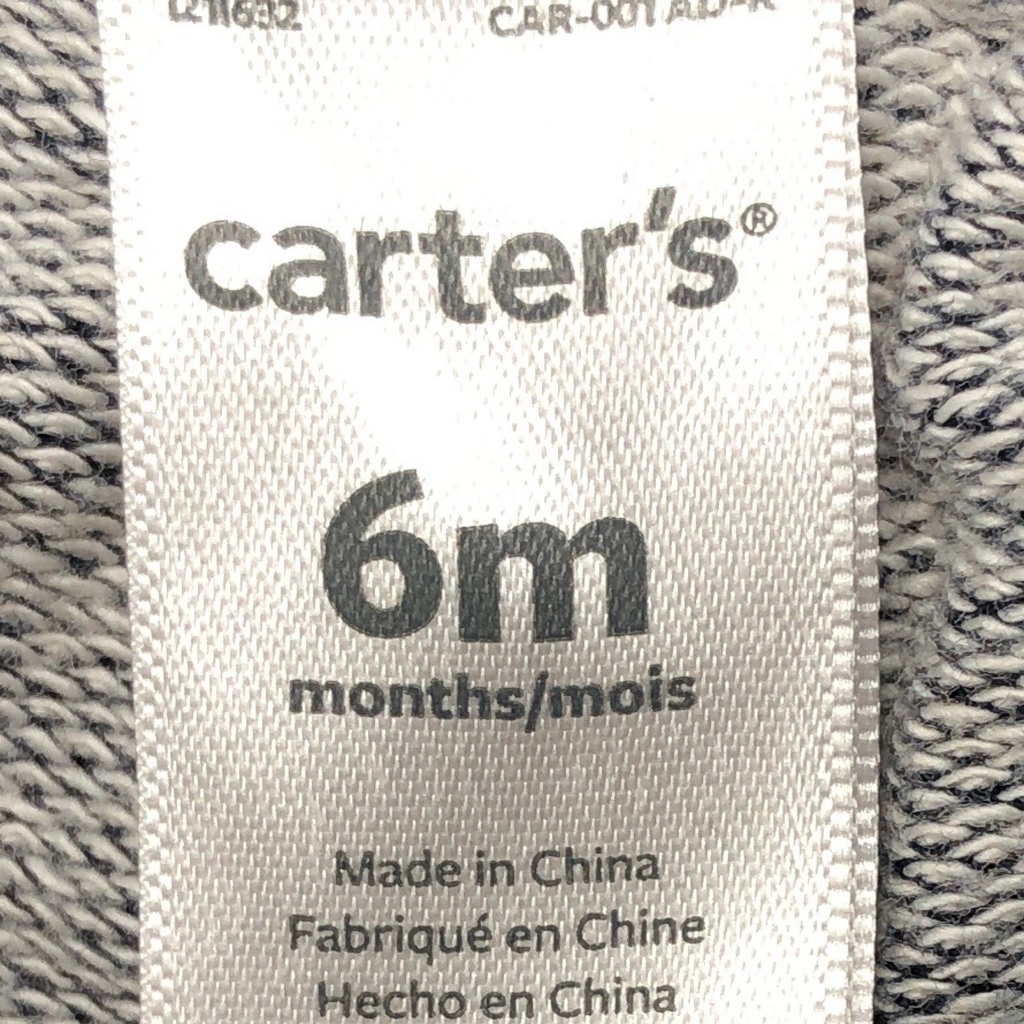 carter's®
6m
months/mois
Made in China
Fabriqué en Chine
Hecho en China